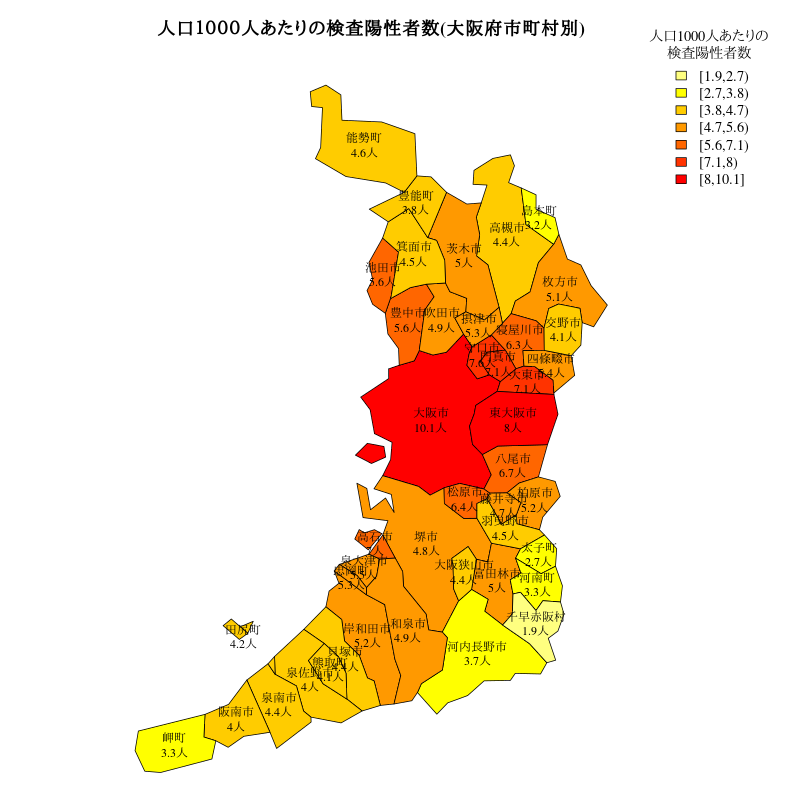 人口1000人あたりの検査陽性者数(大阪府市町村別)
人口1000人あたりの
検査陽性者数
[1.9,2.7)
[2.7,3.8)
[3.8,4.7)
[4.7,5.6)
[5.6,7.1)
[7.1,8)
[8,10.1]
能勢町
4.6人
豊能町
3.8人
島本町
3.2人
高槻市
4.4人
箕面市
4.5人
茨木市
5人
池田市
5.6人
枚方市
5.1人
豊中市
5.6人
吹田市
4.9人
摂津市
5.3人
交野市
4.1人
寝屋川市
6.3人
守口市
7.6人
門真市
7.1人
四條畷市
5.4人
大東市
7.1人
大阪市
10.1人
東大阪市
8人
八尾市
6.7人
松原市
6.4人
柏原市
5.2人
藤井寺市
4.7人
羽曳野市
4.5人
高石市
堺市
4.8人
太子町
2.7人
泉大津市
5.5人
忠岡町
5.3人
大阪狭山市
4.4人
富田林市
5人
河南町
3.3人
千早赤阪村
1.9人
田尻町
4.2人
岸和田市
5.2人
和泉市
4.9人
河内長野市
3.7人
貝塚市
4.4人
熊取町
4.1人
泉佐野市
4人
泉南市
4.4人
阪南市
4人
岬町
3.3人